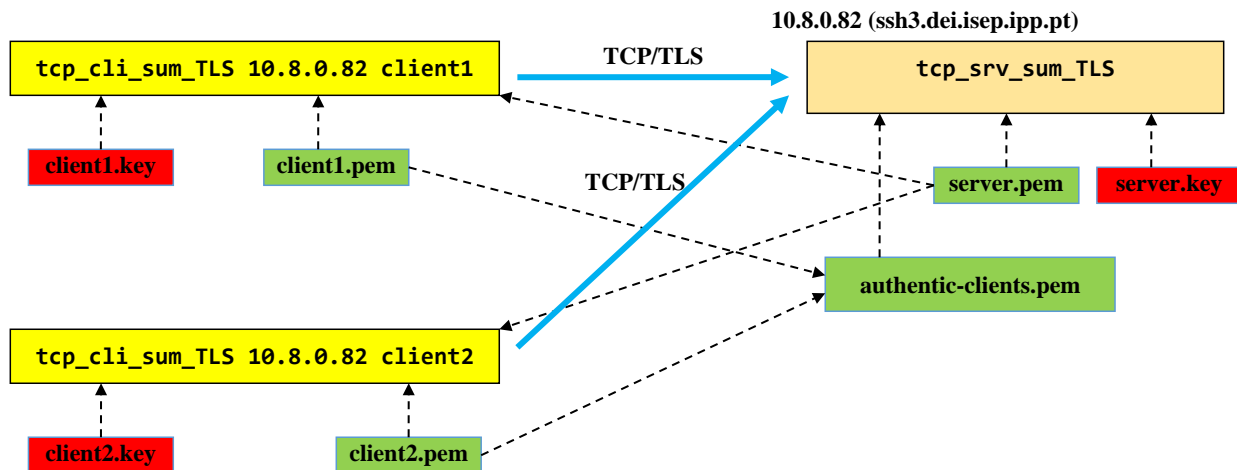 10.8.0.82 (ssh3.dei.isep.ipp.pt)
tcp_cli_sum_TLS 10.8.0.82 client1
TCP/TLS
tcp_srv_sum_TLS
client1.key
client1.pem
TCP/TLS
server.pem
server.key
authentic-clients.pem
tcp_cli_sum_TLS 10.8.0.82 client2
client2.key
client2.pem